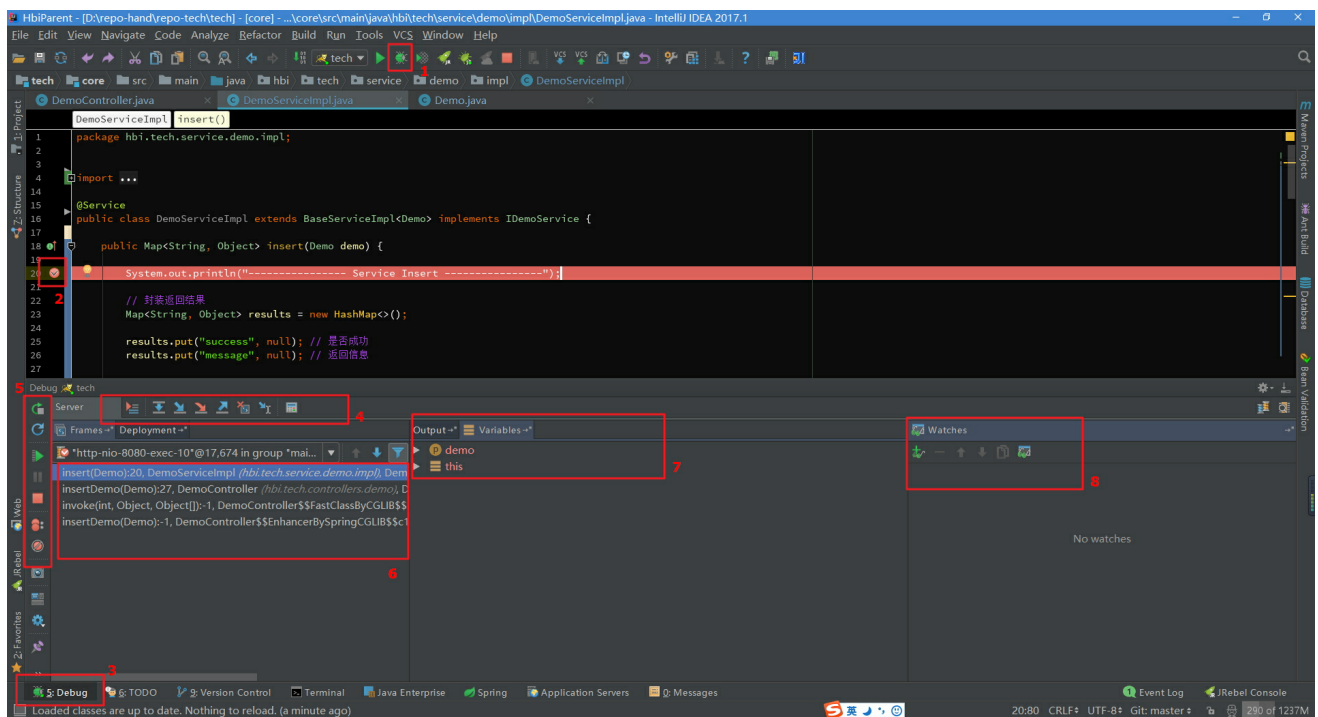 HbiParent - [D:\repo-hand\repo-tech\tech] - [core] - ...\core\src\main\java\hbi\tech\service\demo\impl\DemoServiceImpl.java - IntelliJ IDEA 2017.1
File Edit View Navigate Code Analyze Refactor Build Run Tools VCS Window Help
tech
1
tech core src main java hbi tech service demo impl DemoServiceImpl
DemoController.java DemoServiceImpl.java Demo.java
DemoServiceImpl insert()
1 package hbi.tech.service.demo.impl;
2
3
4 import ...
14
15 @Service
16 public class DemoServiceImpl extends BaseServiceImpl<Demo> implements IDemoService {
17
18 public Map<String, Object> insert(Demo demo) {
19
20 System.out.println("---------------- Service Insert ----------------");
21
2
22 // 封装返回结果
23 Map<String, Object> results = new HashMap<>();
24
25 results.put("success", null); // 是否成功
26 results.put("message", null); // 返回信息
27
1: Project
7: Structure
Web
JRebel
2: Favorites
Maven Projects
Ant Build
Database
Bean Validation
5
Debug tech
Server
4
Frames Deployment
Output Variables
Watches
"http-nio-8080-exec-10"@17,674 in group "mai...
demo
this
7
8
insert(Demo):20, DemoServiceImpl (hbi.tech.service.demo.impl), Dem
insertDemo(Demo):27, DemoController (hbi.tech.controllers.demo), D
invoke(int, Object, Object[]):-1, DemoController$$FastClassByCGLIB$$
insertDemo(Demo):-1, DemoController$$EnhancerBySpringCGLIB$$c1
No watches
6
3
5: Debug 6: TODO 9: Version Control Terminal Java Enterprise Spring Application Servers 0: Messages Event Log JRebel Console
Loaded classes are up to date. Nothing to reload. (a minute ago)
英
20:80 CRLF UTF-8 Git: master 290 of 1237M